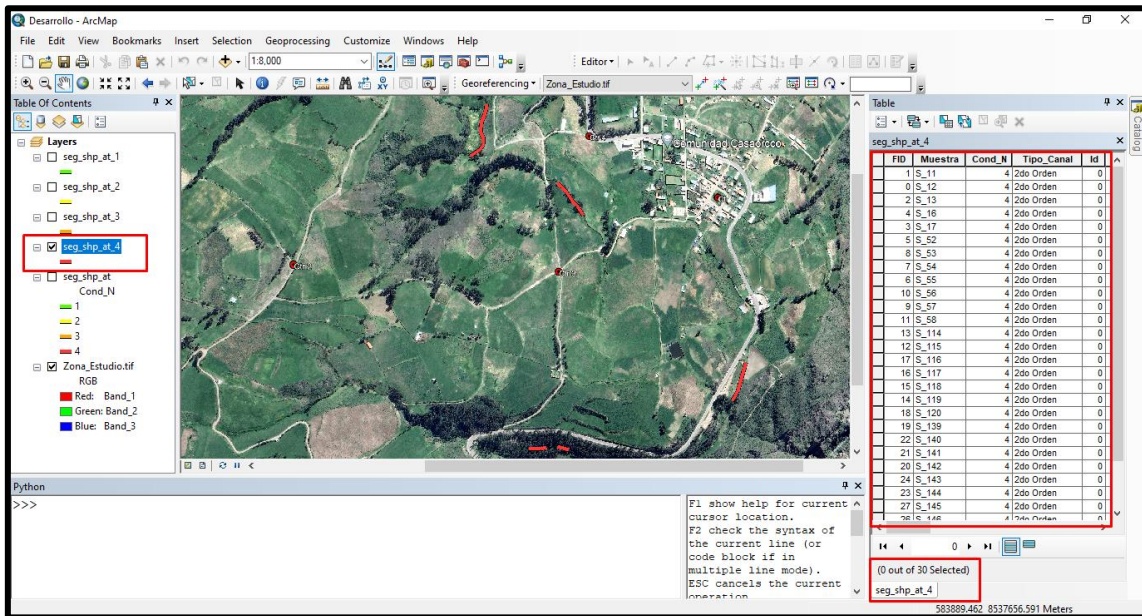 Desarrollo - ArcMap
File Edit View Bookmarks Insert Selection Geoprocessing Customize Windows Help
1:8,000
Editor
Georeferencing Zona_Estudio.tif
Table Of Contents
Layers
seg_shp_at_1
seg_shp_at_2
seg_shp_at_3
seg_shp_at_4
seg_shp_at
Cond_N
1
2
3
4
Zona_Estudio.tif
RGB
Red: Band_1
Green: Band_2
Blue: Band_3
Comunidad Casaorcco
Table
Catalog
seg_shp_at_4
FID Muestra Cond_N Tipo_Canal Id
1 S_11 4 2do Orden 0
0 S_12 4 2do Orden 0
2 S_13 4 2do Orden 0
4 S_16 4 2do Orden 0
3 S_17 4 2do Orden 0
5 S_52 4 2do Orden 0
8 S_53 4 2do Orden 0
7 S_54 4 2do Orden 0
6 S_55 4 2do Orden 0
10 S_56 4 2do Orden 0
9 S_57 4 2do Orden 0
11 S_58 4 2do Orden 0
13 S_114 4 2do Orden 0
12 S_115 4 2do Orden 0
17 S_116 4 2do Orden 0
16 S_117 4 2do Orden 0
15 S_118 4 2do Orden 0
14 S_119 4 2do Orden 0
18 S_120 4 2do Orden 0
19 S_139 4 2do Orden 0
22 S_140 4 2do Orden 0
21 S_141 4 2do Orden 0
20 S_142 4 2do Orden 0
24 S_143 4 2do Orden 0
23 S_144 4 2do Orden 0
27 S_145 4 2do Orden 0
26 S_146 4 2do Orden 0
0
(0 out of 30 Selected)
seg_shp_at_4
Python
>>>
F1 show help for current
cursor location.
F2 check the syntax of
the current line (or
code block if in
multiple line mode).
ESC cancels the current
operation
583889.462 8537656.591 Meters